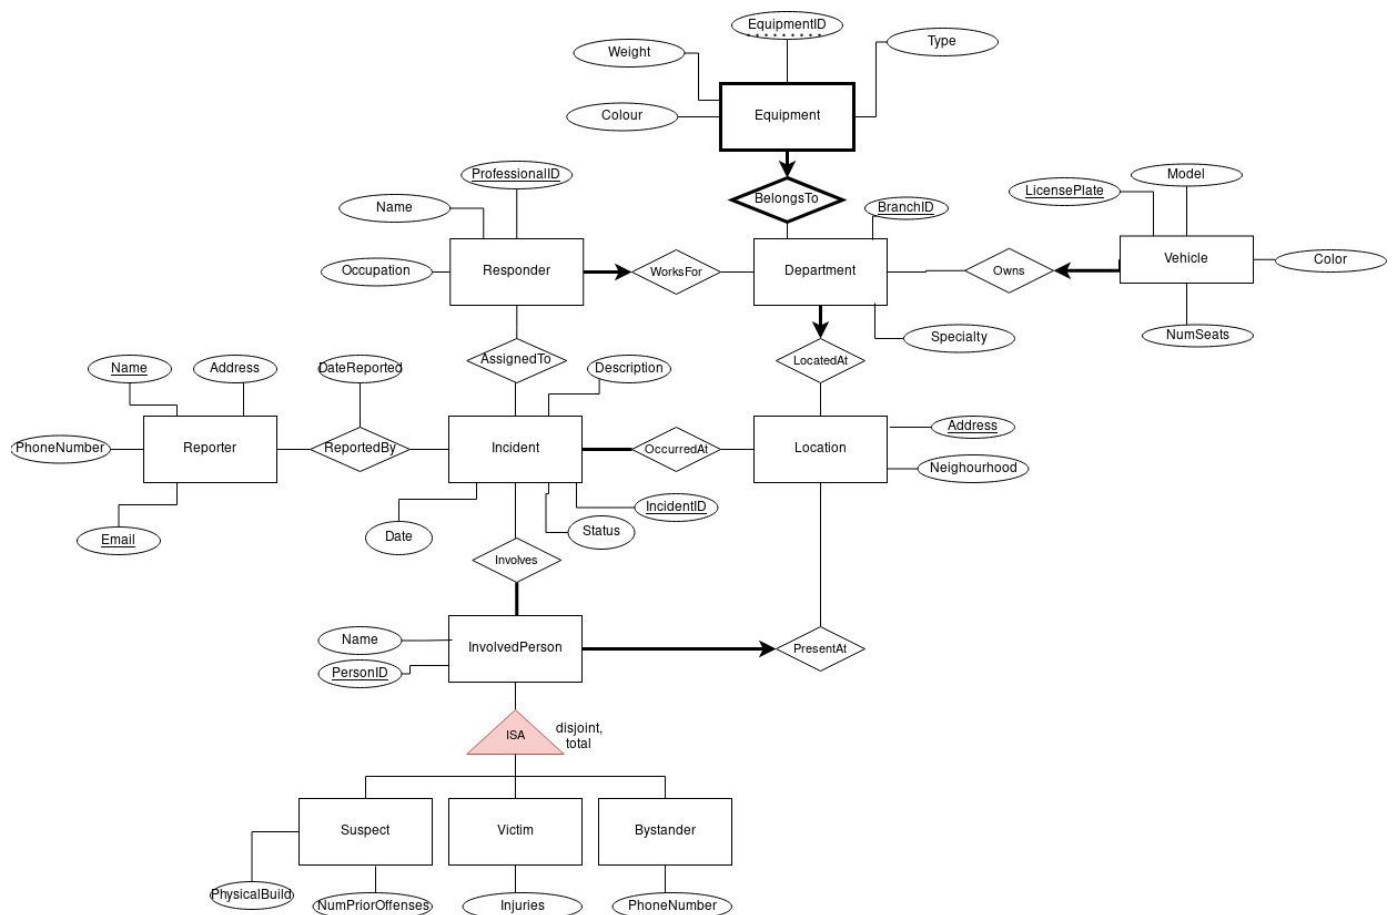 EquipmentID
Weight
Type
Colour
Equipment
ProfessionalID
Model
LicensePlate
Name
BelongsTo
BranchID
Occupation
Responder
WorksFor
Department
Owns
Vehicle
Color
Specialty
NumSeats
AssignedTo
LocatedAt
Name
Address
DateReported
Description
PhoneNumber
Reporter
ReportedBy
Incident
OccurredAt
Location
Address
Neighourhood
IncidentID
Email
Date
Status
Involves
Name
InvolvedPerson
PresentAt
PersonID
ISA
disjoint,
total
Suspect
Victim
Bystander
PhysicalBuild
NumPriorOffenses
Injuries
PhoneNumber